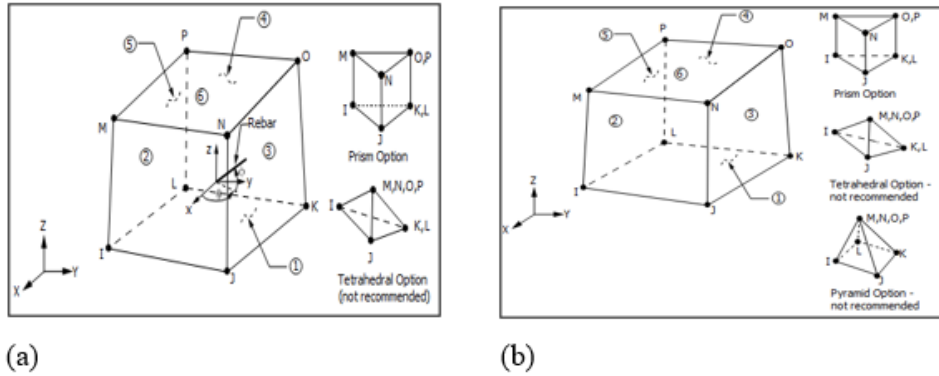 P
④
⑤
O
⑥
M
N
Rebar
②
z
③
L
y
x
K
I
①
J
Z
Y
X
M
O,P
N
I
K,L
J
Prism Option
M,N,O,P
I
K,L
J
Tetrahedral Option
(not recommended)
(a)
P
④
⑤
O
⑥
M
N
②
③
L
K
I
①
J
Z
Y
X
M
O,P
N
I
K,L
J
Prism Option
M,N,O,P
I
K,L
J
Tetrahedral Option -
not recommended
M,N,O,P
L
I
K
J
Pyramid Option -
not recommended
(b)